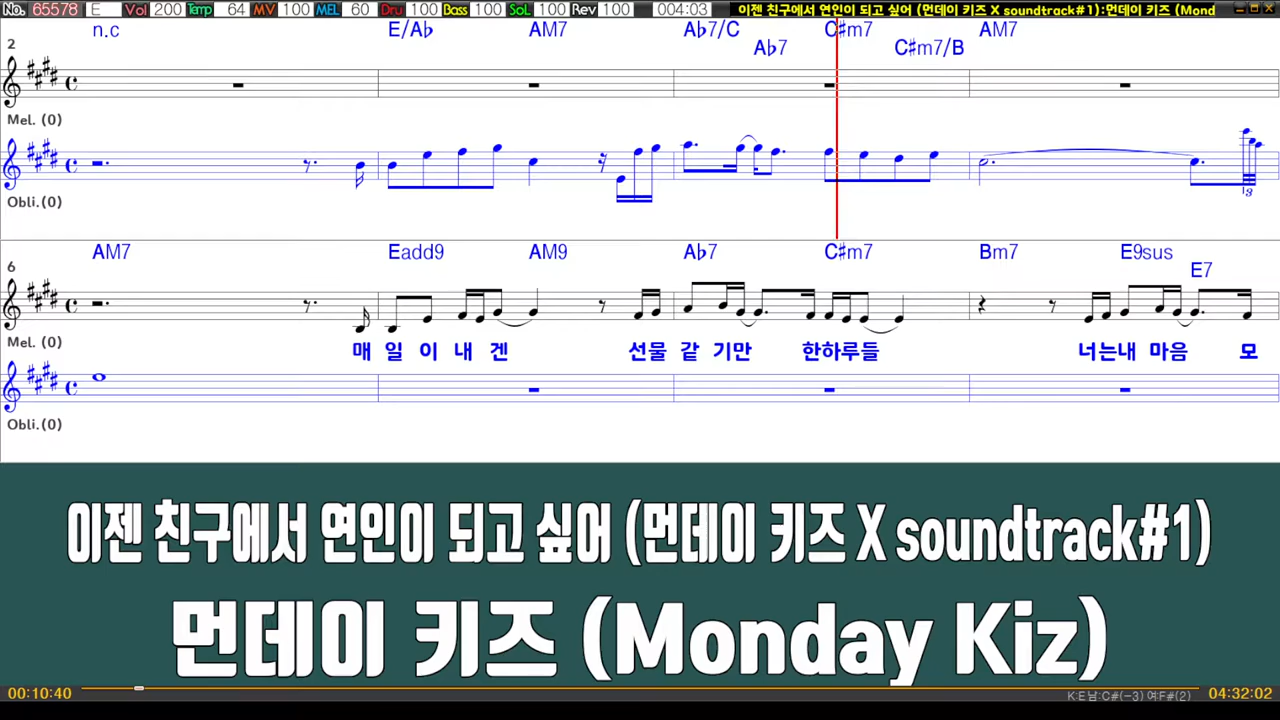 No. 65578 E Vol 200 Temp 64 MV 100 MEL 60 Dru 100 Bass 100 SoL 100 Rev 100 004:03 이젠 친구에서 연인이 되고 싶어 (먼데이 키즈 X soundtrack#1):먼데이 키즈 (Mond
n.c E/A♭ AM7 A♭7/C A♭7 C#m7 C#m7/B AM7
2
Mel. (0)
3
Obli.(0)
AM7 Eadd9 AM9 A♭7 C#m7 Bm7 E9sus E7
6
Mel. (0)
매 일 이 내 겐 선물 같 기만 한하루들 너는내 마음 모
Obli.(0)
이젠 친구에서 연인이 되고 싶어 (먼데이 키즈 X soundtrack#1)
먼데이 키즈 (Monday Kiz)
00:10:40 K:E남:C#(-3) 여:F#(2) 04:32:02